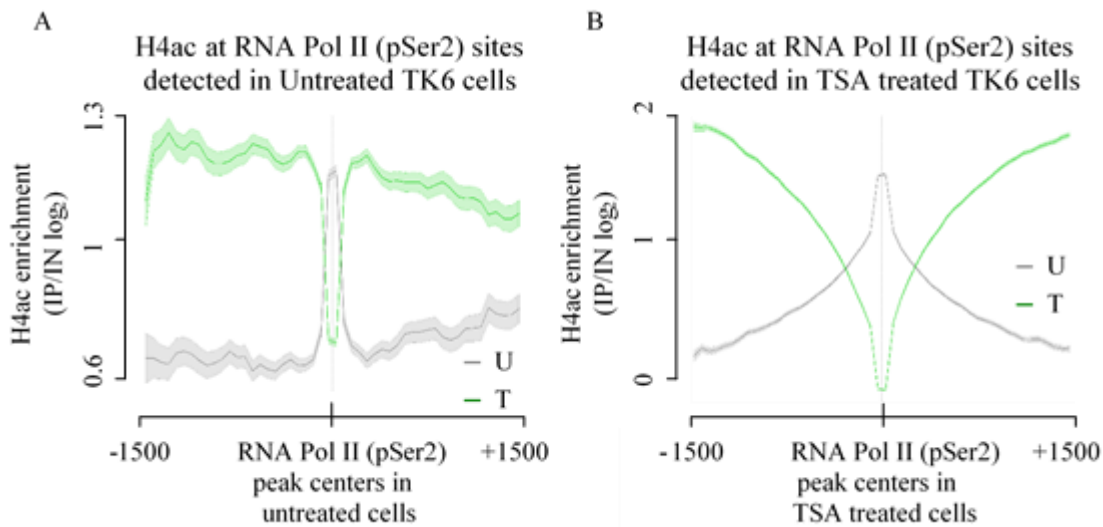 A
H4ac at RNA Pol II (pSer2) sites
detected in Untreated TK6 cells
H4ac enrichment
(IP/IN log₂)
1.3
1
0.6
U
T
-1500
RNA Pol II (pSer2)
+1500
peak centers in
untreated cells
B
H4ac at RNA Pol II (pSer2) sites
detected in TSA treated TK6 cells
H4ac enrichment
(IP/IN log₂)
2
1
0
U
T
-1500
RNA Pol II (pSer2)
+1500
peak centers in
TSA treated cells